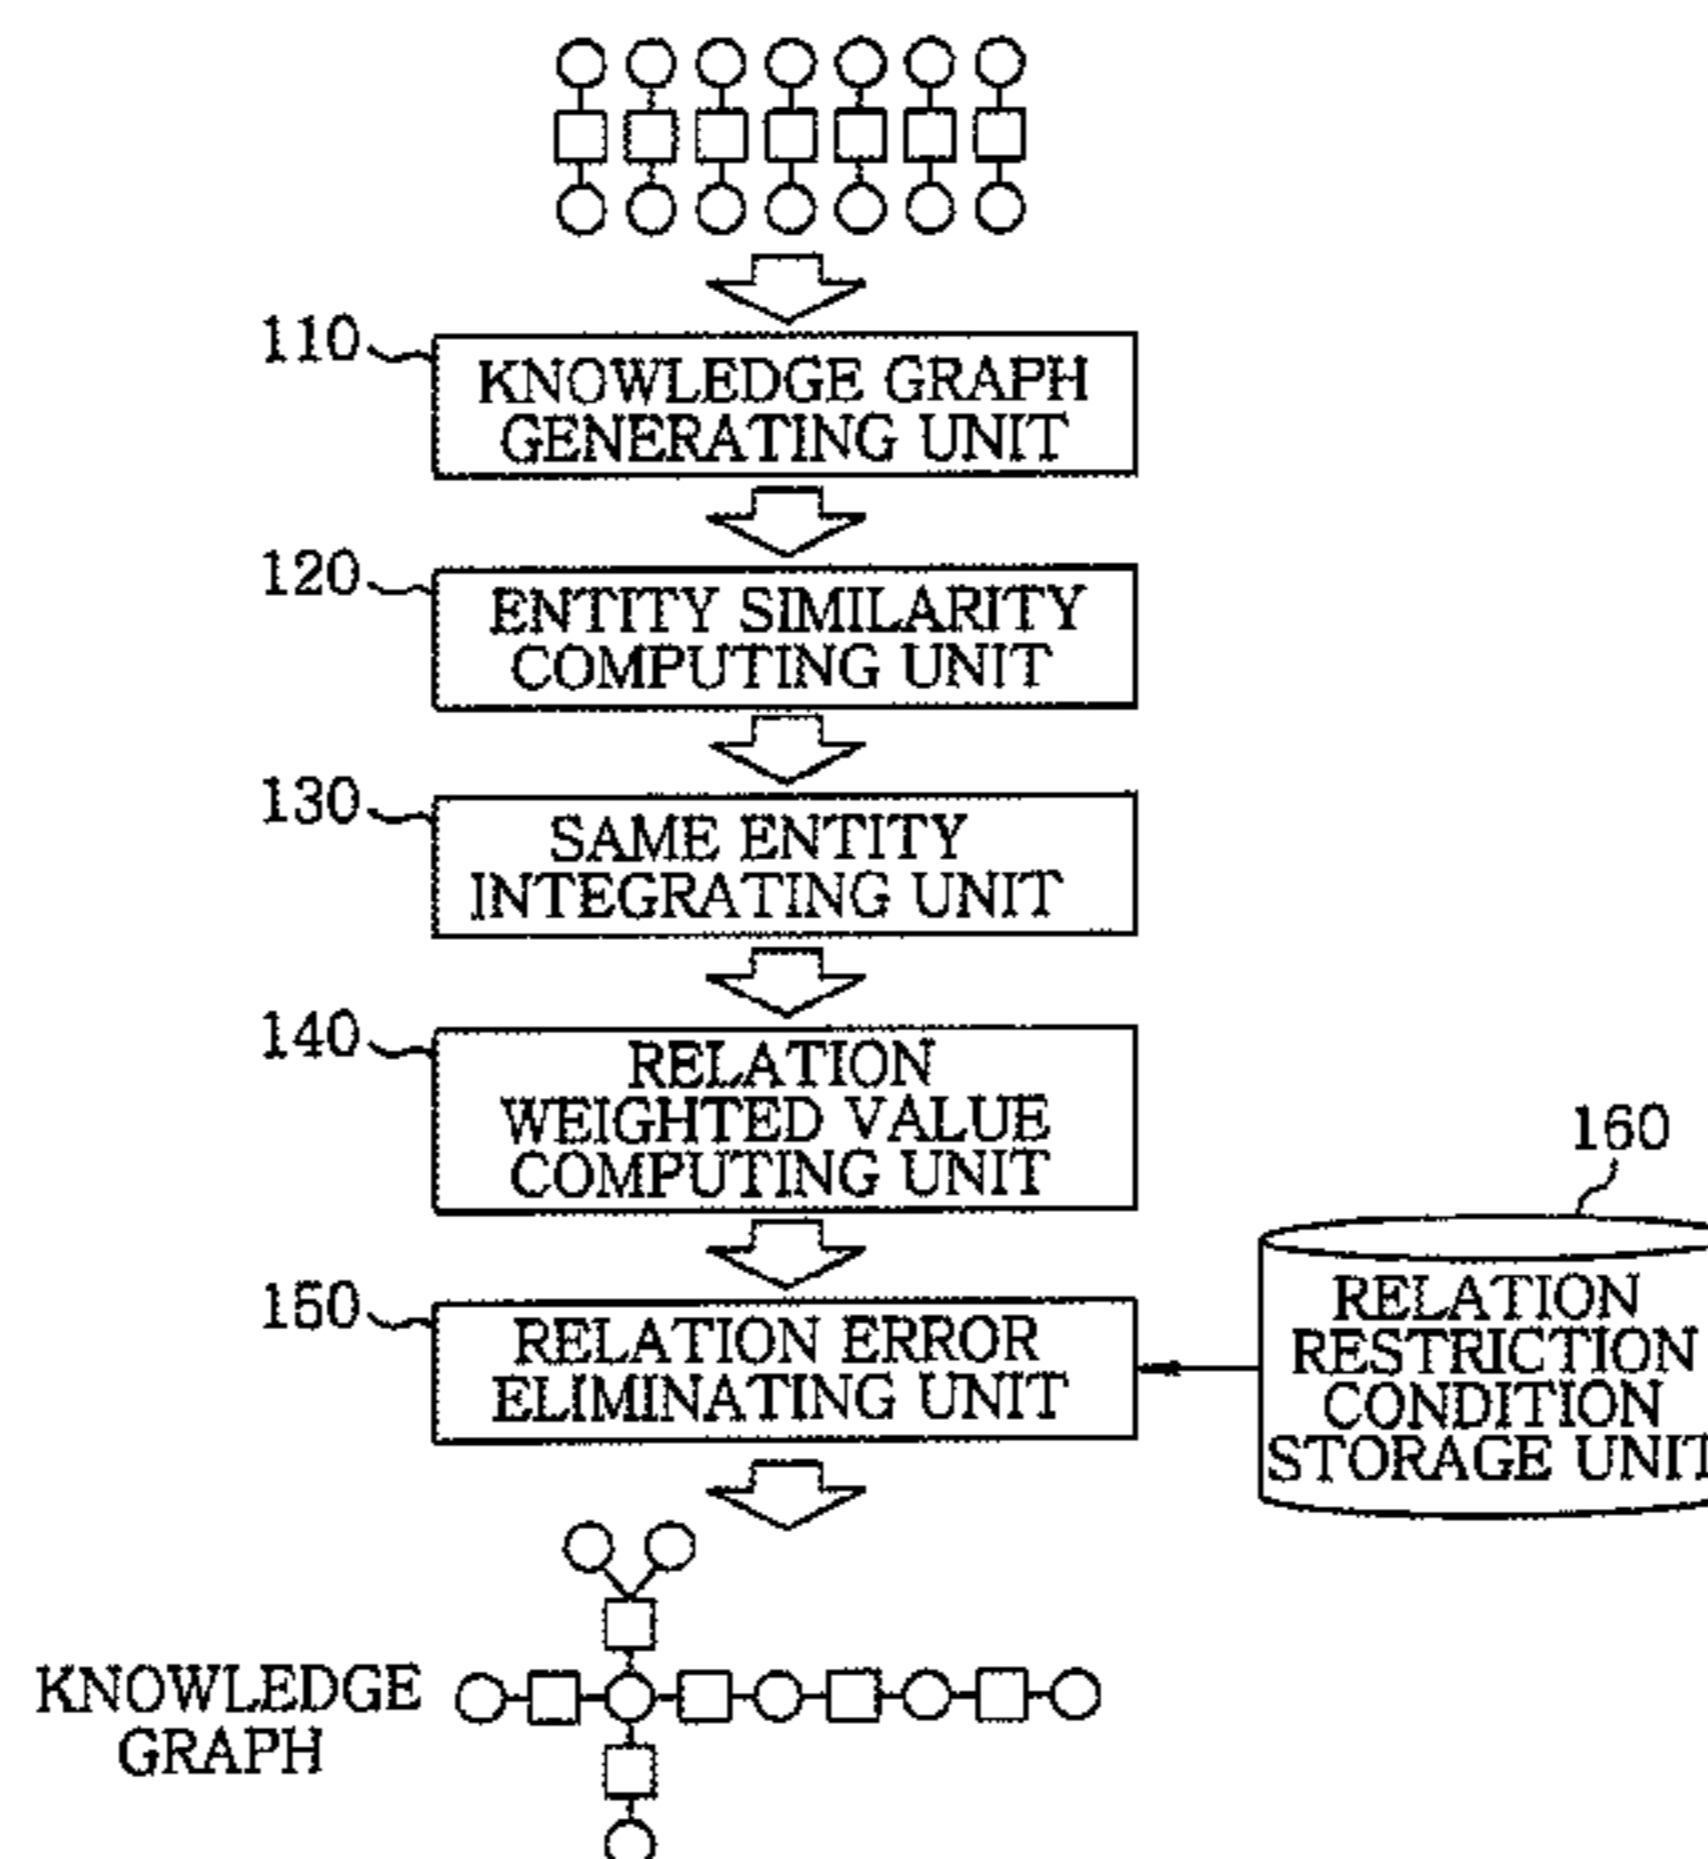 110
KNOWLEDGE GRAPH
GENERATING UNIT
120
ENTITY SIMILARITY
COMPUTING UNIT
130
SAME ENTITY
INTEGRATING UNIT
140
RELATION
WEIGHTED VALUE
COMPUTING UNIT
150
RELATION ERROR
ELIMINATING UNIT
160
RELATION
RESTRICTION
CONDITION
STORAGE UNIT
KNOWLEDGE
GRAPH